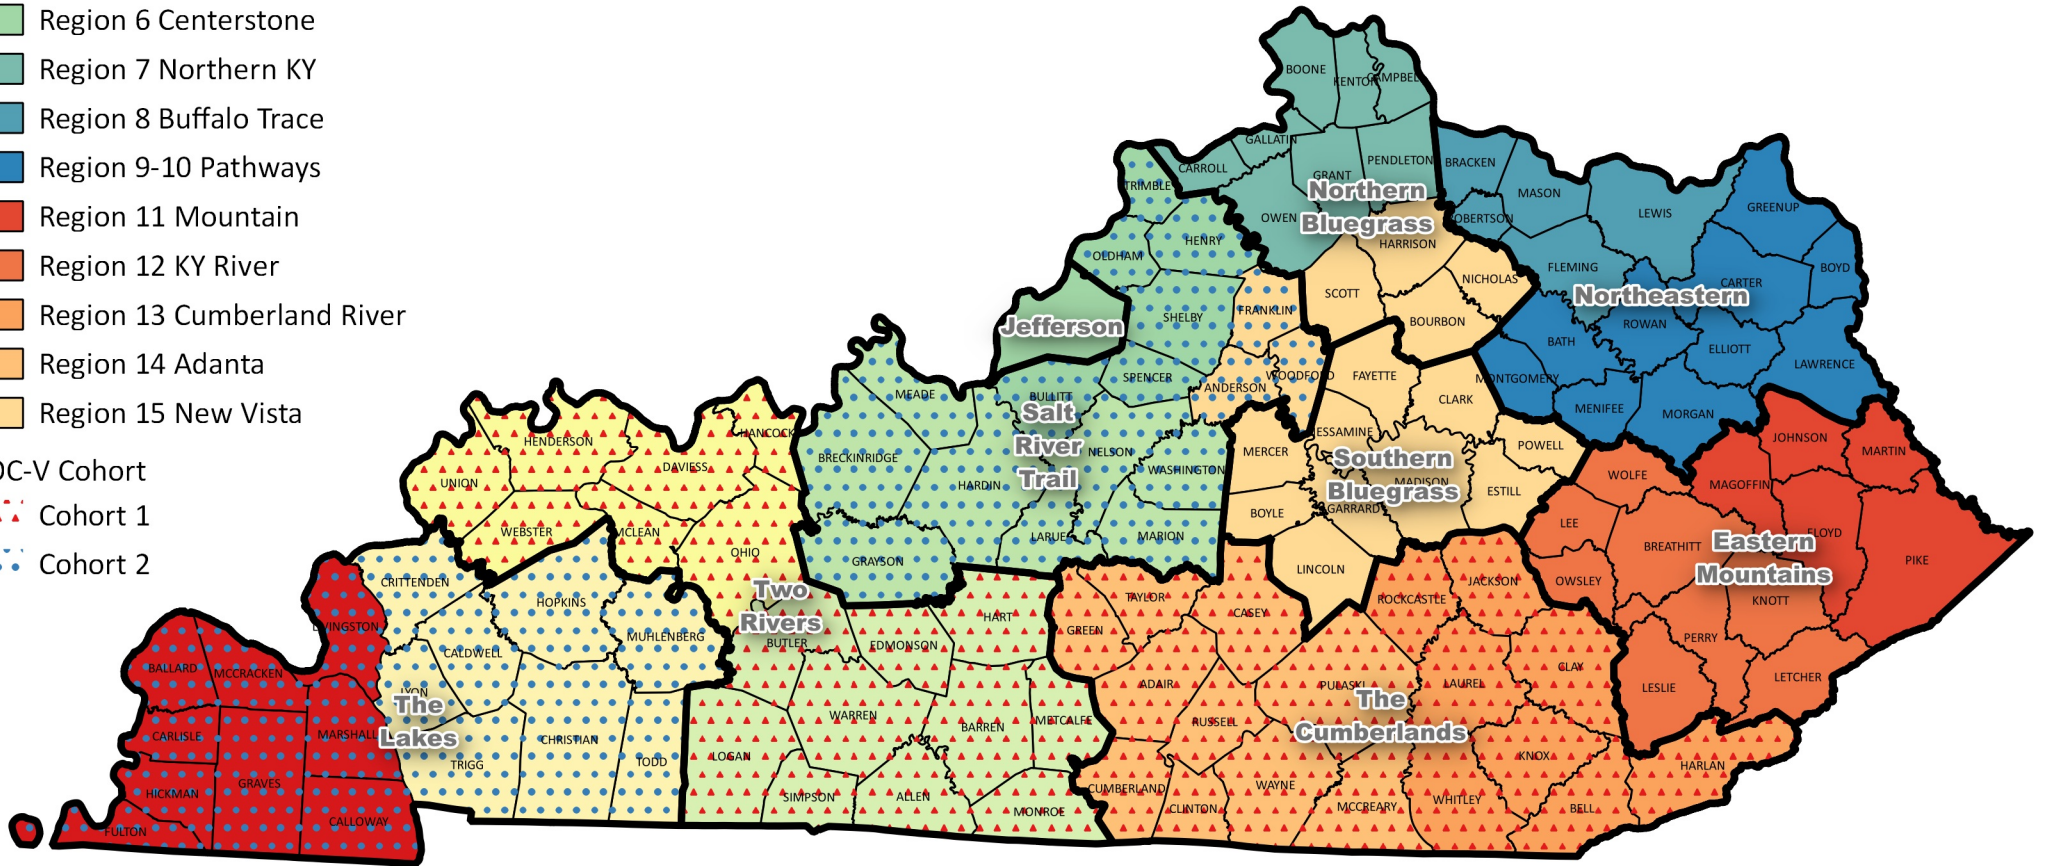 Region 6 Centerstone
Region 7 Northern KY
Region 8 Buffalo Trace
Region 9-10 Pathways
Region 11 Mountain
Region 12 KY River
Region 13 Cumberland River
Region 14 Adanta
Region 15 New Vista
OC-V Cohort
Cohort 1
Cohort 2
BOONE
KENTON
CAMPBEL
GALLATIN
CARROLL
GRANT
PENDLETON
OWEN
Northern
Bluegrass
BRACKEN
MASON
OBERTSON
LEWIS
GREENUP
FLEMING
CARTER
BOYD
Northeastern
ROWAN
BATH
ELLIOTT
LAWRENCE
MONTGOMERY
MENIFEE
MORGAN
TRIMBLE
HENRY
OLDHAM
SHELBY
Jefferson
FRANKLIN
SPENCER
ANDERSON
WOODFORD
HARRISON
NICHOLAS
SCOTT
BOURBON
FAYETTE
CLARK
ESSAMINE
POWELL
MERCER
Southern
Bluegrass
MADISON
ESTILL
BOYLE
GARRARD
LINCOLN
MEADE
BULLITT
Salt
River
Trail
BRECKINRIDGE
HARDIN
NELSON
WASHINGTON
LARUE
MARION
GRAYSON
HANCOCK
HENDERSON
DAVIESS
UNION
WEBSTER
MCLEAN
OHIO
Two
Rivers
BUTLER
EDMONSON
HART
WARREN
BARREN
METCALFE
LOGAN
SIMPSON
ALLEN
MONROE
CRITTENDEN
HOPKINS
MUHLENBERG
CALDWELL
LYON
The
Lakes
TRIGG
CHRISTIAN
TODD
IVINGSTON
BALLARD
MCCRACKEN
CARLISLE
MARSHALL
HICKMAN
GRAVES
FULTON
CALLOWAY
TAYLOR
GREEN
CASEY
ADAIR
RUSSELL
PULASKI
The
Cumberlands
CUMBERLAND
CLINTON
WAYNE
MCCREARY
ROCKCASTLE
JACKSON
LAUREL
CLAY
KNOX
WHITLEY
BELL
HARLAN
JOHNSON
MARTIN
MAGOFFIN
FLOYD
PIKE
Eastern
Mountains
WOLFE
LEE
BREATHITT
OWSLEY
KNOTT
PERRY
LESLIE
LETCHER